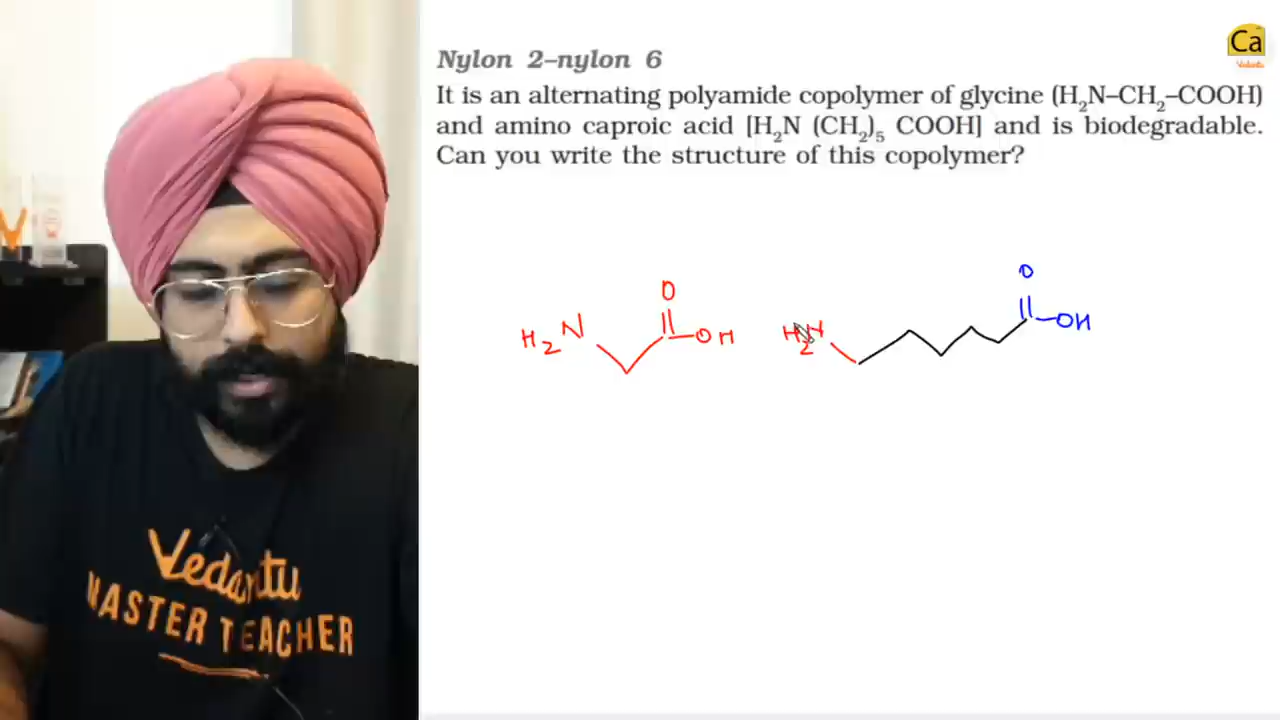 Ca
Vedantu
Nylon 2–nylon 6
It is an alternating polyamide copolymer of glycine (H₂N–CH₂–COOH)
and amino caproic acid [H₂N (CH₂)₅ COOH] and is biodegradable.
Can you write the structure of this copolymer?
O
H₂N
OH
O
H₂N
OH
Vedantu
MASTER TEACHER